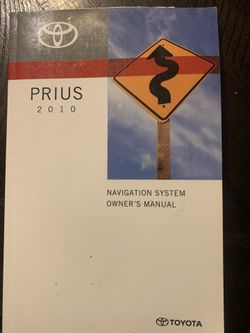 PRIUS
2010
NAVIGATION SYSTEM
OWNER'S MANUAL
TOYOTA